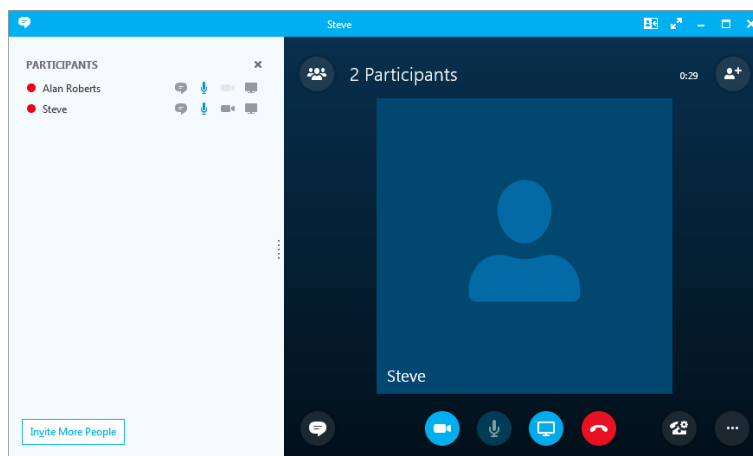 Steve
PARTICIPANTS
Alan Roberts
Steve
Invite More People
2 Participants
0:29
Steve